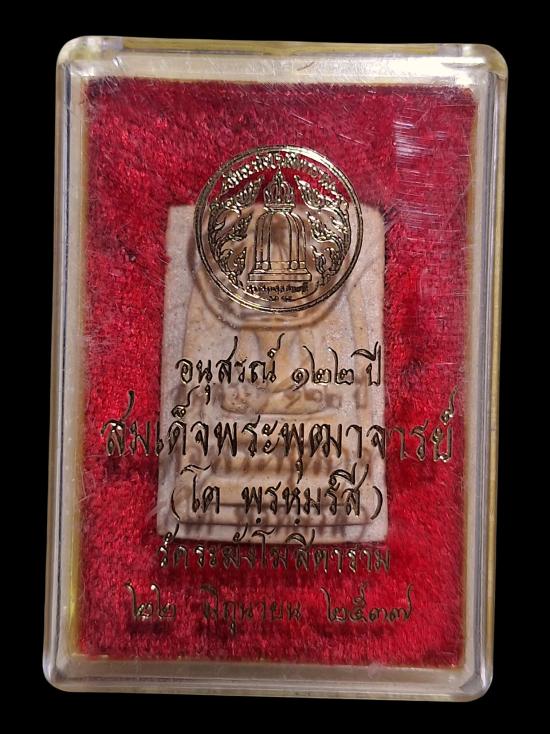 อนุสรณ์ ๑๒๒ ปี
สมเด็จพระพุฒาจารย์
(โต พฺรหฺมรํสี)
วัดระฆังโฆสิตาราม
๒๒ มิถุนายน ๒๕๓๗